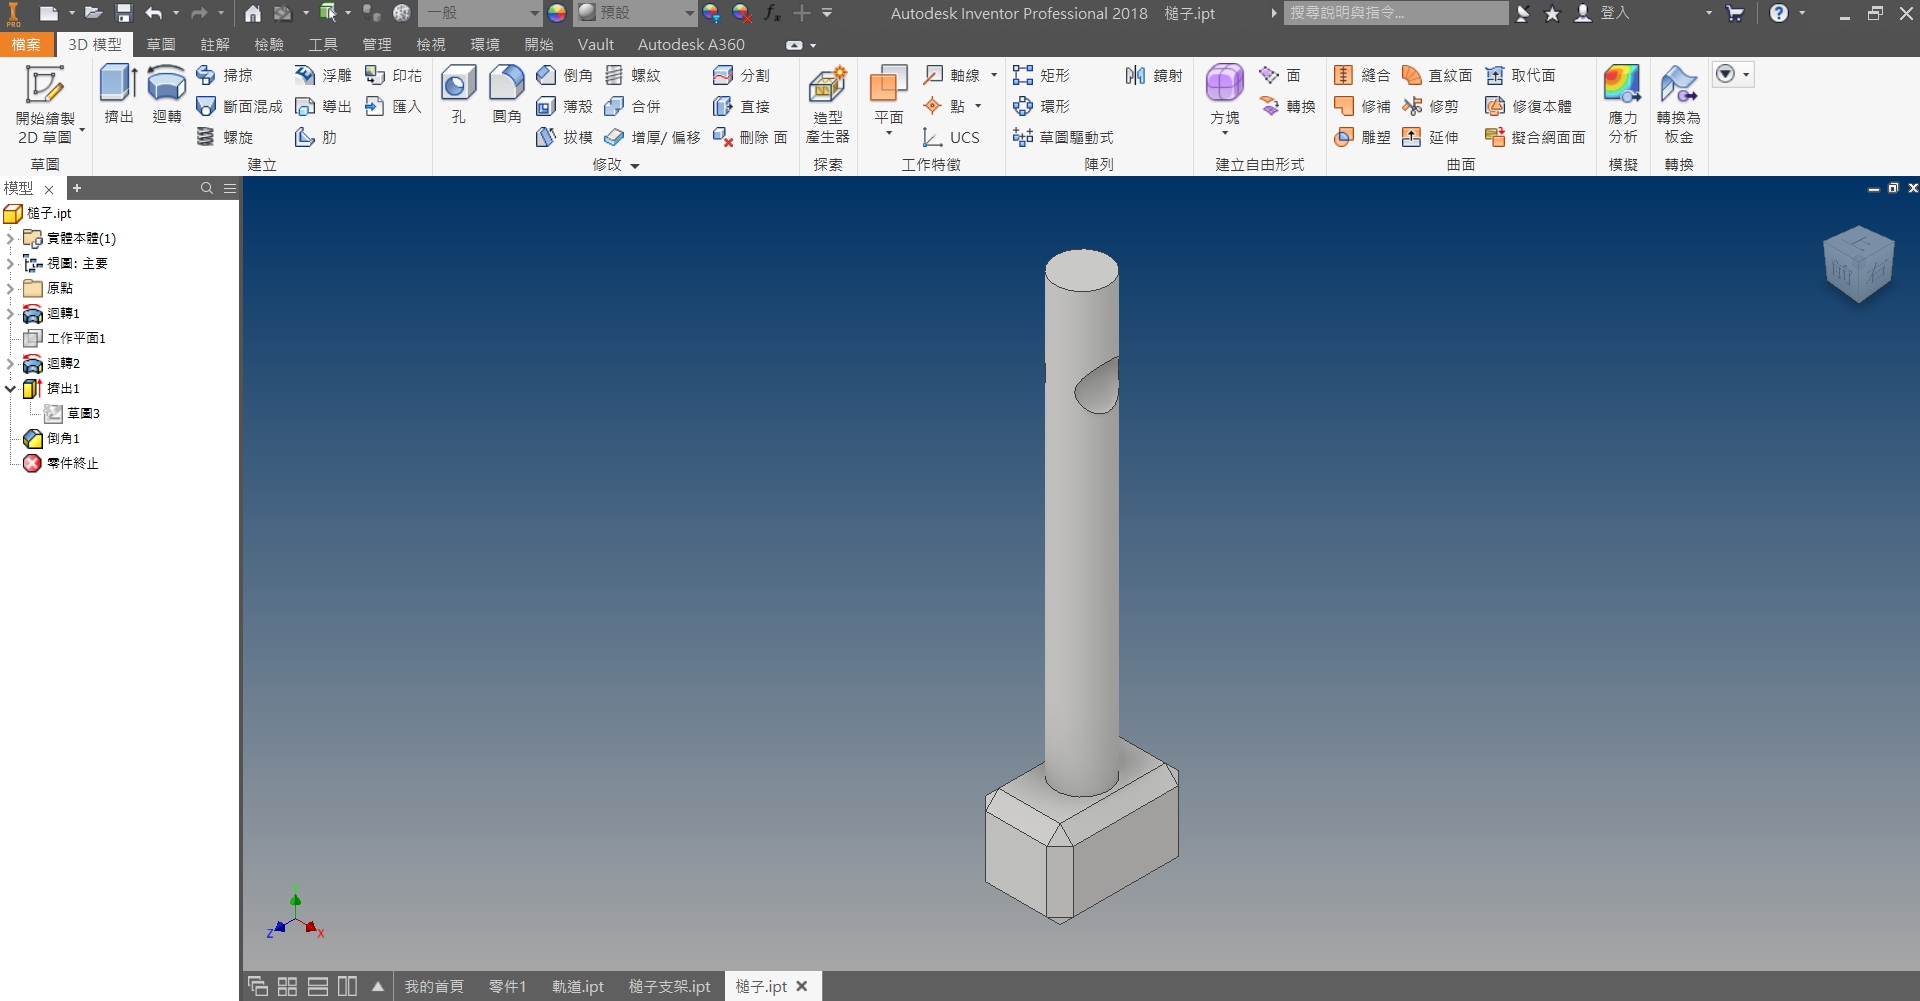 PRO 一般 預設 fx Autodesk Inventor Professional 2018 槌子.ipt 搜尋說明與指令... 登入
檔案 3D 模型 草圖 註解 檢驗 工具 管理 檢視 環境 開始 Vault Autodesk A360
開始繪製
2D 草圖
草圖
擠出 迴轉 掃掠 浮雕 印花
斷面混成 導出 匯入
螺旋 肋
建立
孔 圓角 倒角 螺紋 分割
薄殼 合併 直接
拔模 增厚/ 偏移 刪除 面
修改
造型
產生器
探索
平面 軸線
點
UCS
工作特徵
矩形 鏡射
環形
草圖驅動式
陣列
方塊 面
轉換
建立自由形式
縫合 直紋面 取代面
修補 修剪 修復本體
雕塑 延伸 擬合網面面
曲面
應力
分析
模擬
轉換為
板金
轉換
模型
槌子.ipt
實體本體(1)
視圖: 主要
原點
迴轉1
工作平面1
迴轉2
擠出1
草圖3
倒角1
零件終止
上
前 右
Y
Z X
我的首頁 零件1 軌道.ipt 槌子支架.ipt 槌子.ipt